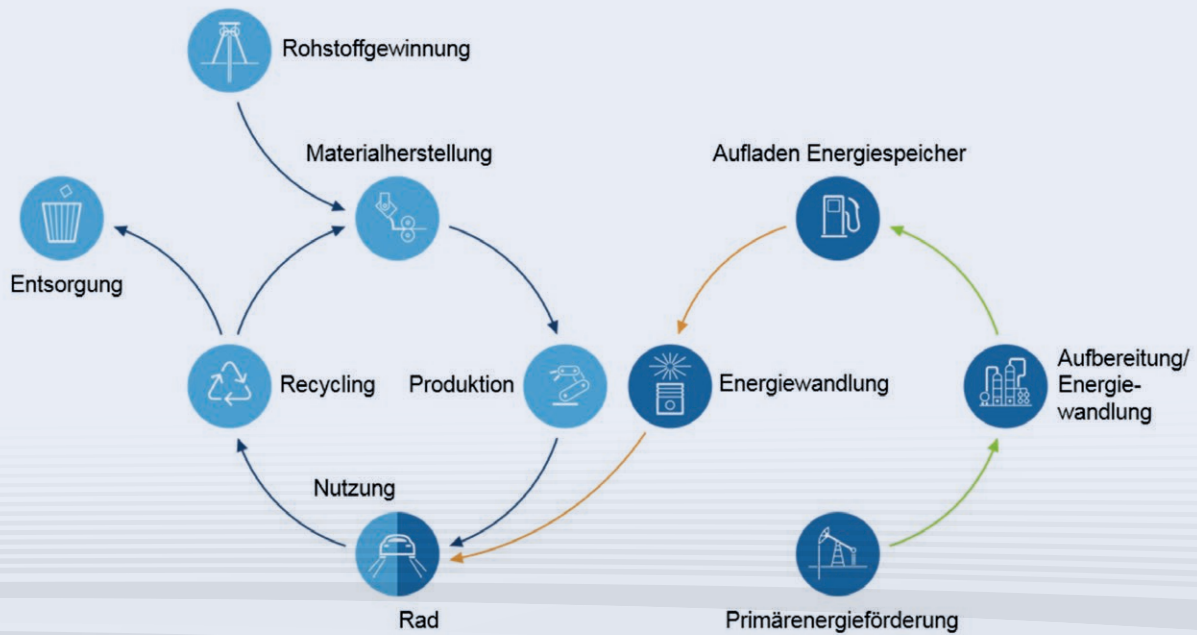 Rohstoffgewinnung
Materialherstellung
Aufladen Energiespeicher
Entsorgung
Recycling
Produktion
Energiewandlung
Aufbereitung/
Energie-
wandlung
Nutzung
Rad
Primärenergieförderung